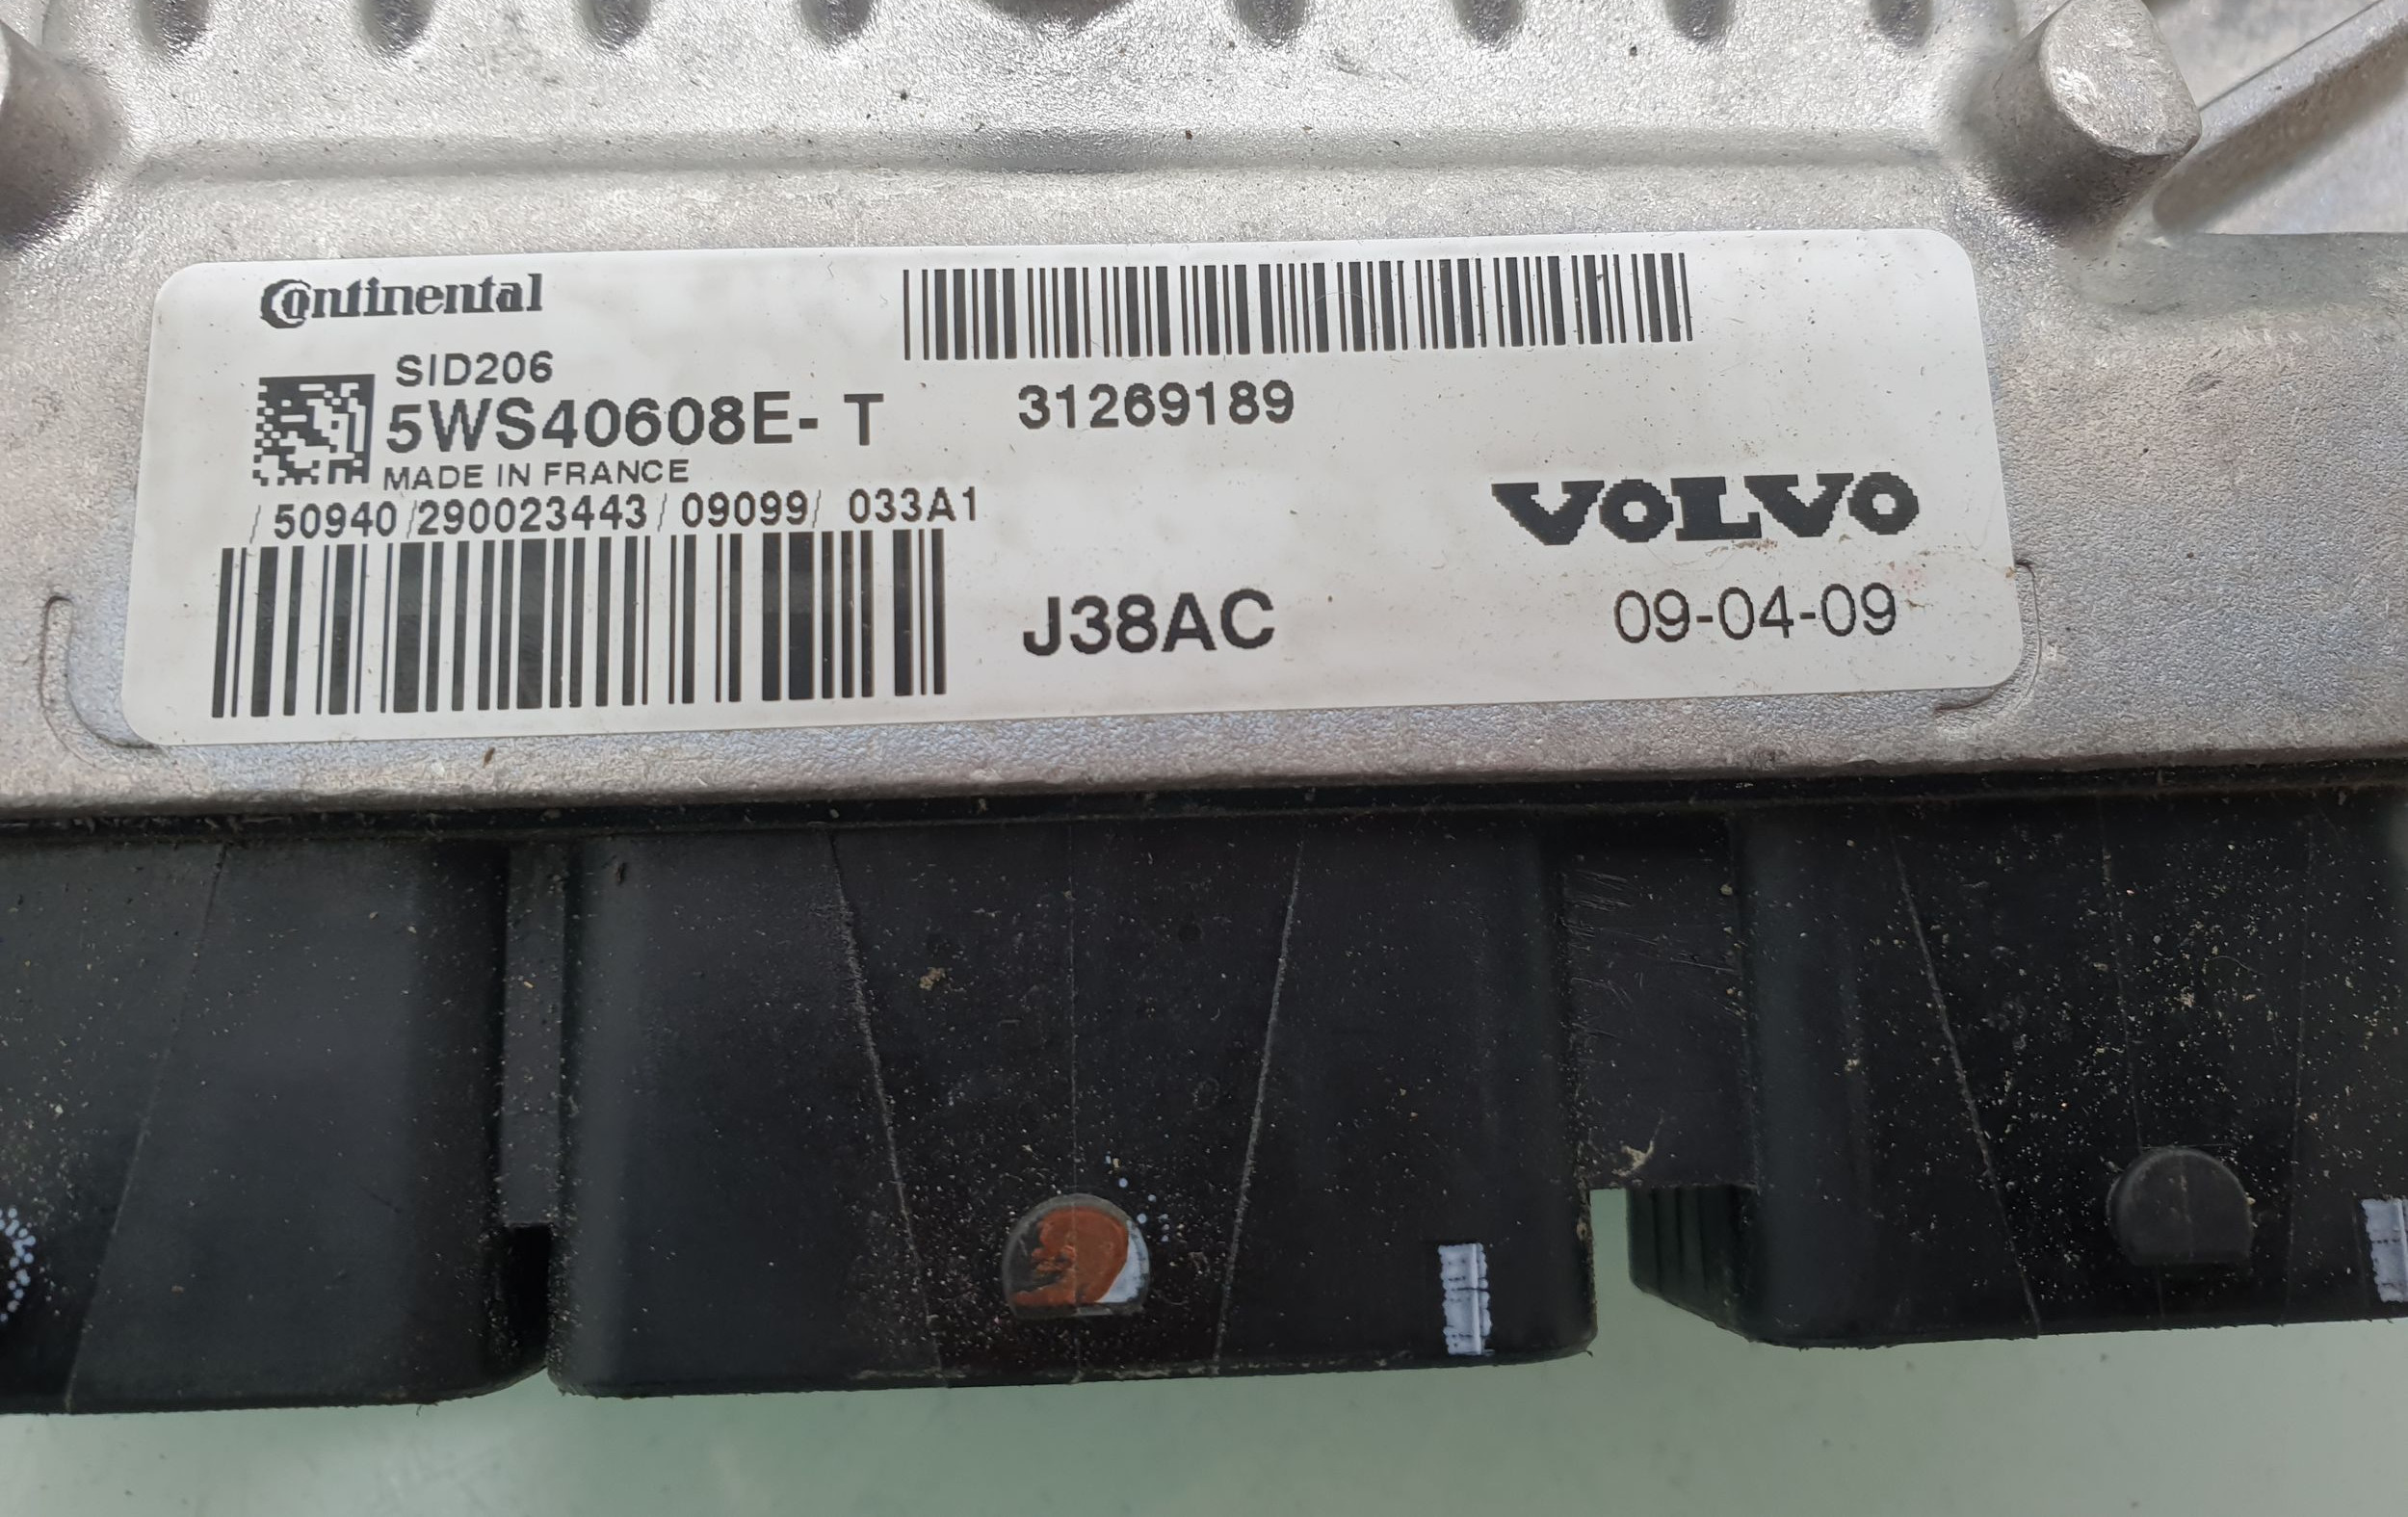 Continental
SID206
5WS40608E- T
31269189
MADE IN FRANCE
/ 50940 /290023443/ 09099/ 033A1
VOLVO
J38AC
09-04-09